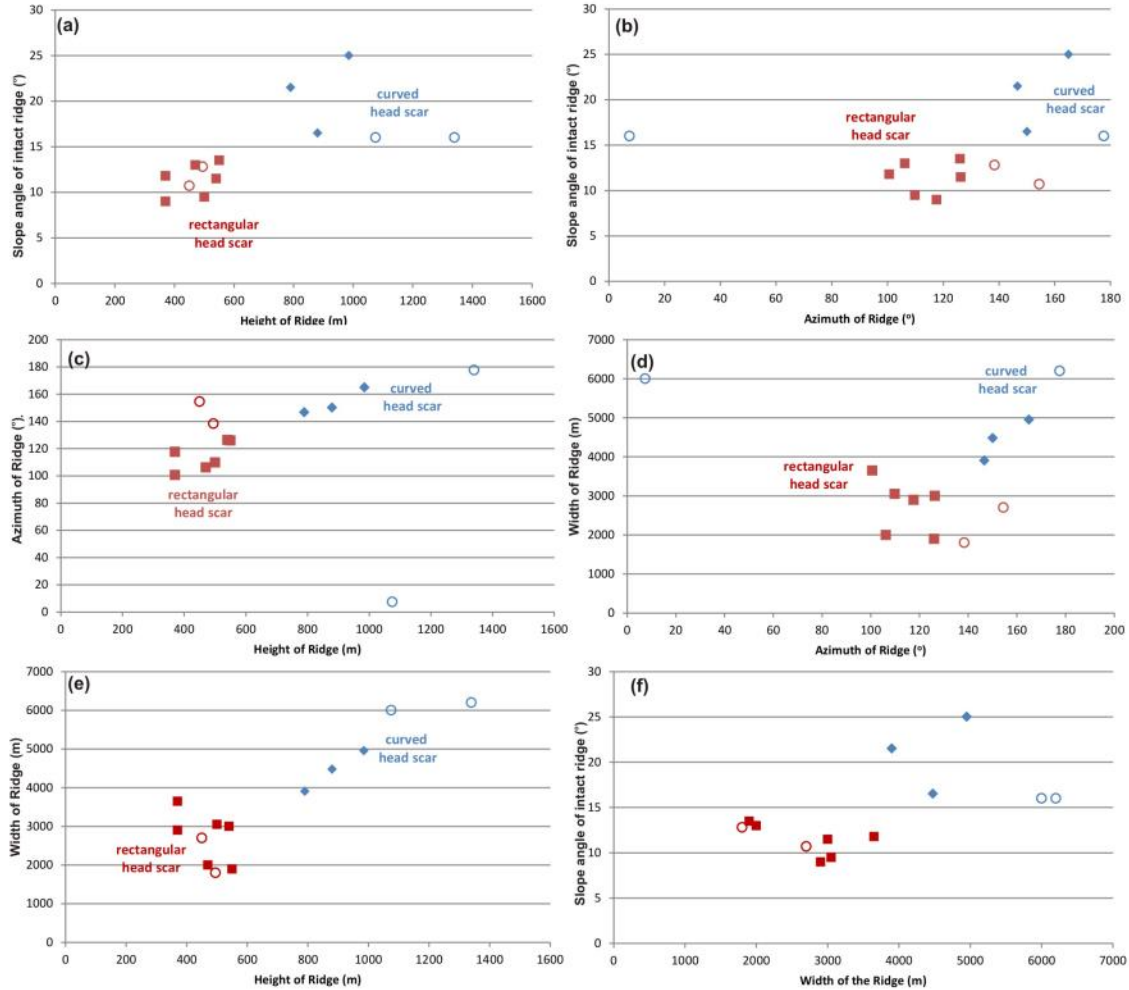 (a)
30
25
20
15
10
5
0
Slope angle of intact ridge (°)
curved
head scar
rectangular
head scar
0 200 400 600 800 1000 1200 1400 1600
Height of Ridge (m)
(b)
30
25
20
15
10
5
0
Slope angle of intact ridge (°)
curved
head scar
rectangular
head scar
0 20 40 60 80 100 120 140 160 180
Azimuth of Ridge (°)
(c)
200
180
160
140
120
100
80
60
40
20
0
Azimuth of Ridge (°).
curved
head scar
rectangular
head scar
0 200 400 600 800 1000 1200 1400 1600
Height of Ridge (m)
(d)
7000
6000
5000
4000
3000
2000
1000
0
Width of Ridge (m)
curved
head scar
rectangular
head scar
0 20 40 60 80 100 120 140 160 180 200
Azimuth of Ridge (°)
(e)
7000
6000
5000
4000
3000
2000
1000
0
Width of Ridge (m)
curved
head scar
rectangular
head scar
0 200 400 600 800 1000 1200 1400 1600
Height of Ridge (m)
(f)
30
25
20
15
10
5
0
Slope angle of intact ridge (°)
0 1000 2000 3000 4000 5000 6000 7000
Width of the Ridge (m)